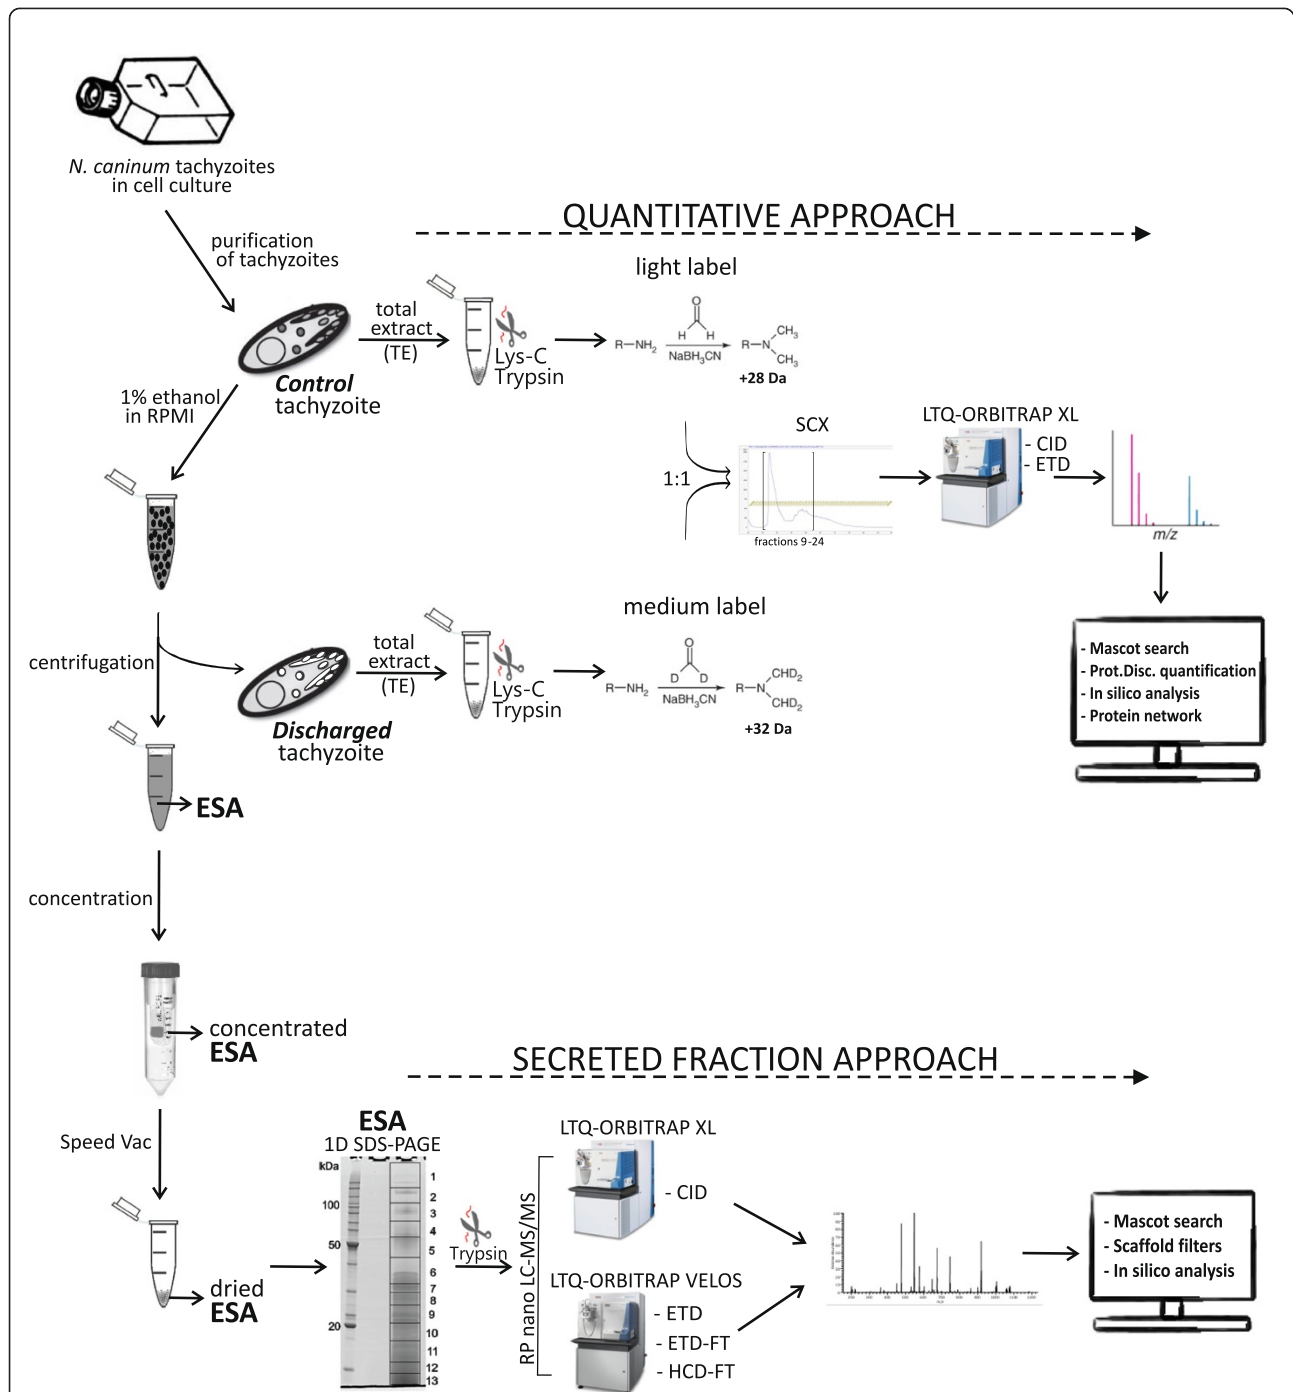 N. caninum tachyzoites
in cell culture
purification
of tachyzoites
QUANTITATIVE APPROACH
light label
total
extract
(TE)
Lys-C
Trypsin
O
H H
R—NH2
NaBH3CN
R—N
CH3
CH3
+28 Da
Control
tachyzoite
1% ethanol
in RPMI
SCX
1:1
fractions 9-24
LTQ-ORBITRAP XL
- CID
- ETD
m/z
medium label
total
extract
(TE)
Lys-C
Trypsin
O
D D
R—NH2
NaBH3CN
R—N
CHD2
CHD2
+32 Da
centrifugation
Discharged
tachyzoite
- Mascot search
- Prot.Disc. quantification
- In silico analysis
- Protein network
ESA
concentration
concentrated
ESA
SECRETED FRACTION APPROACH
Speed Vac
dried
ESA
ESA
1D SDS-PAGE
kDa
100
50
20
1
2
3
4
5
6
7
8
9
10
11
12
13
Trypsin
RP nano LC-MS/MS
LTQ-ORBITRAP XL
- CID
LTQ-ORBITRAP VELOS
- ETD
- ETD-FT
- HCD-FT
- Mascot search
- Scaffold filters
- In silico analysis